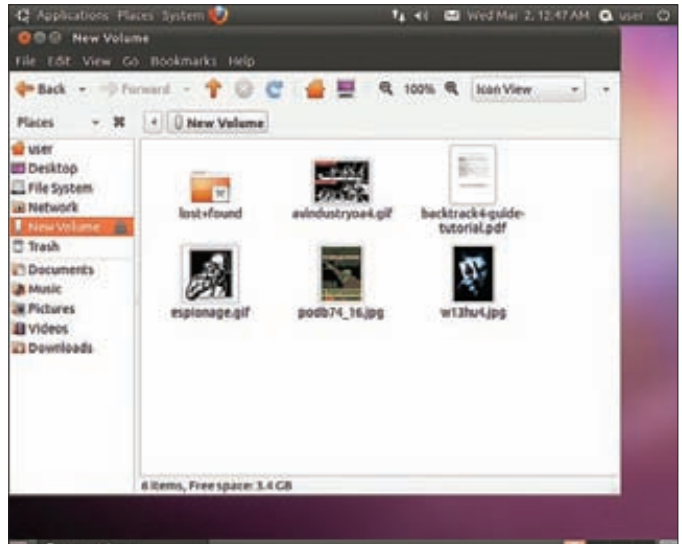 Applications Places System Wed Mar 2, 12:47 AM user
New Volume
File Edit View Go Bookmarks Help
Back Forward 100% Icon View
Places New Volume
user
Desktop
File System
Network
New Volume
Trash
Documents
Music
Pictures
Videos
Downloads
lost+found avindustryoa4.gif backtrack4-guide-
tutorial.pdf
espionage.gif podb74_16.jpg w13hu4.jpg
6 items, Free space: 3.4 GB